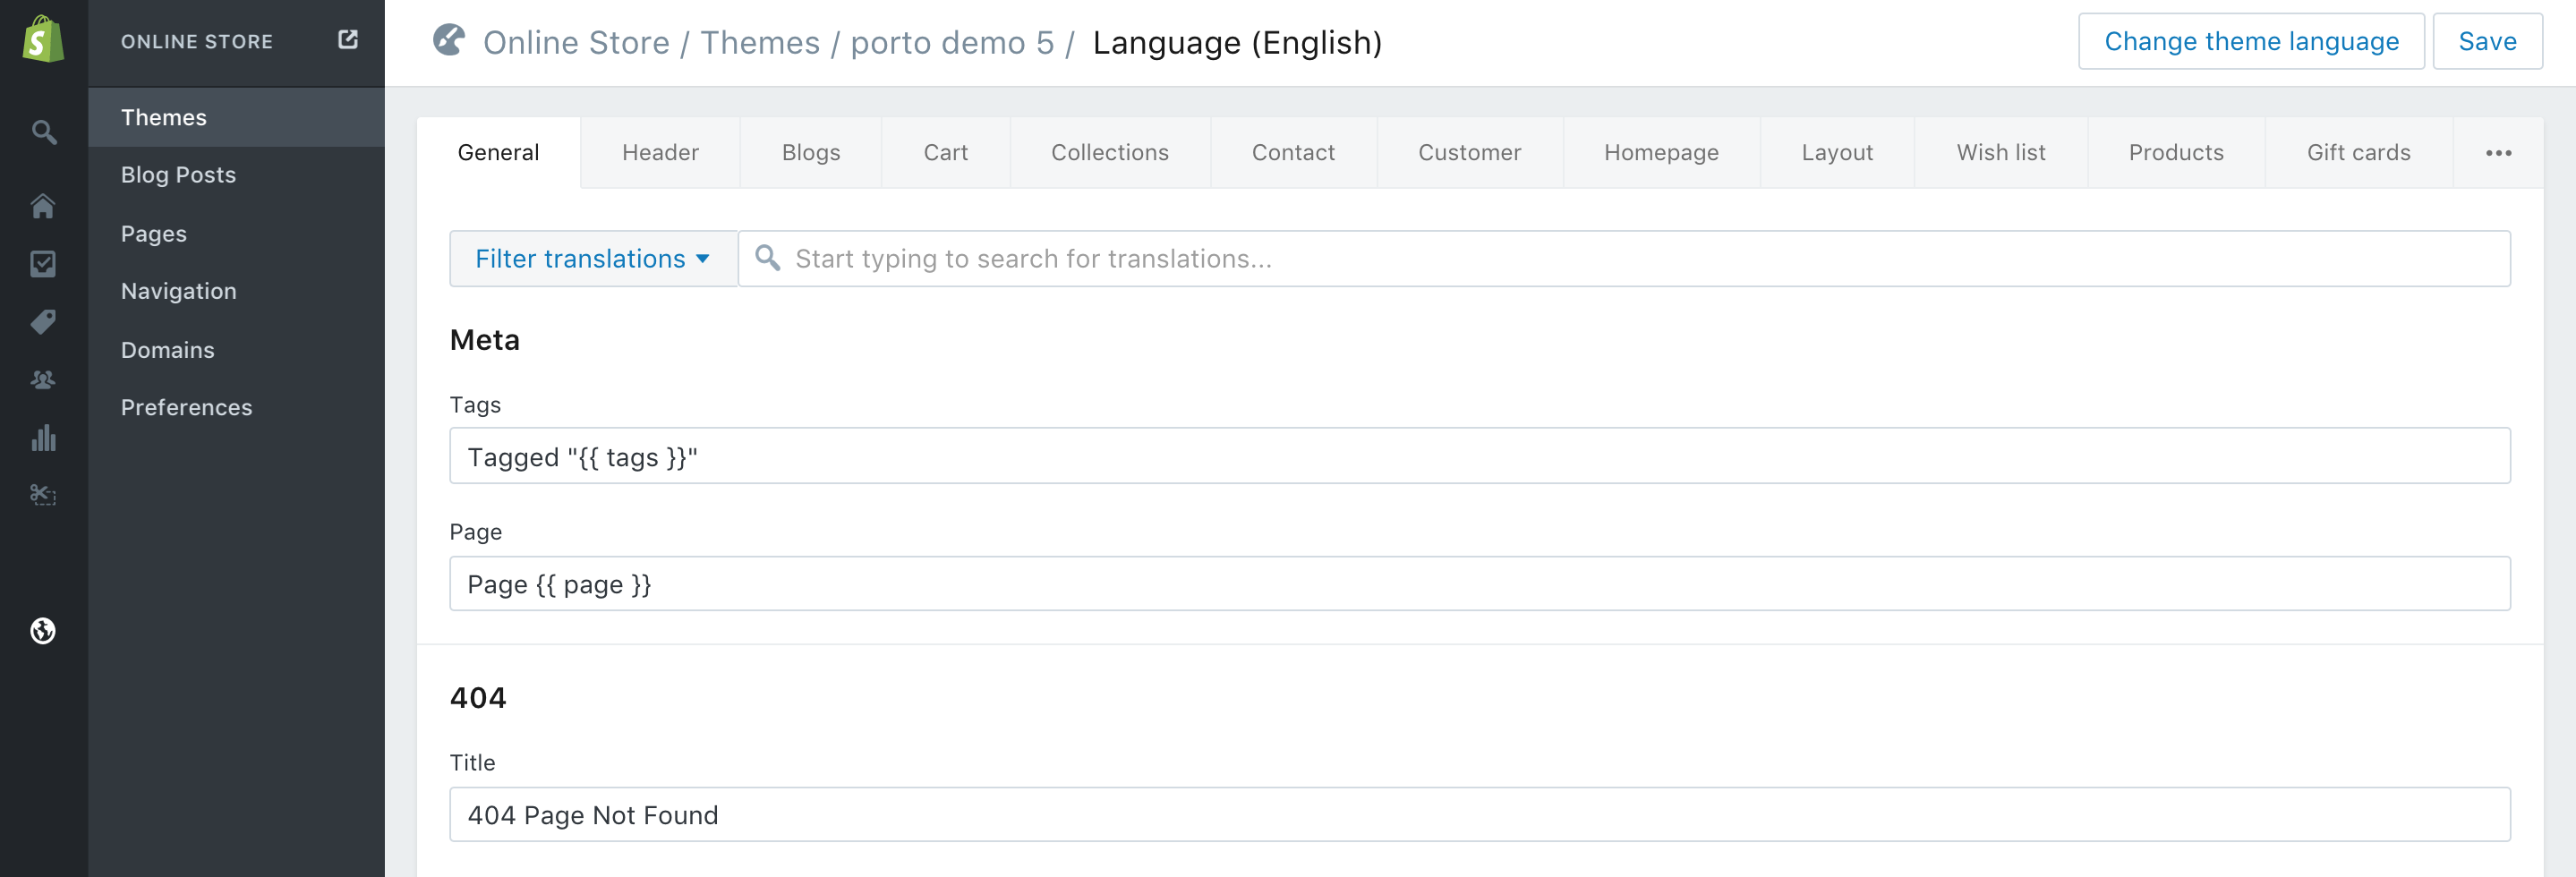 ONLINE STORE
Themes
Blog Posts
Pages
Navigation
Domains
Preferences
Online Store / Themes / porto demo 5 / Language (English)
Change theme language
Save
General
Header
Blogs
Cart
Collections
Contact
Customer
Homepage
Layout
Wish list
Products
Gift cards
Filter translations
Start typing to search for translations...
Meta
Tags
Tagged "{{ tags }}"
Page
Page {{ page }}
404
Title
404 Page Not Found